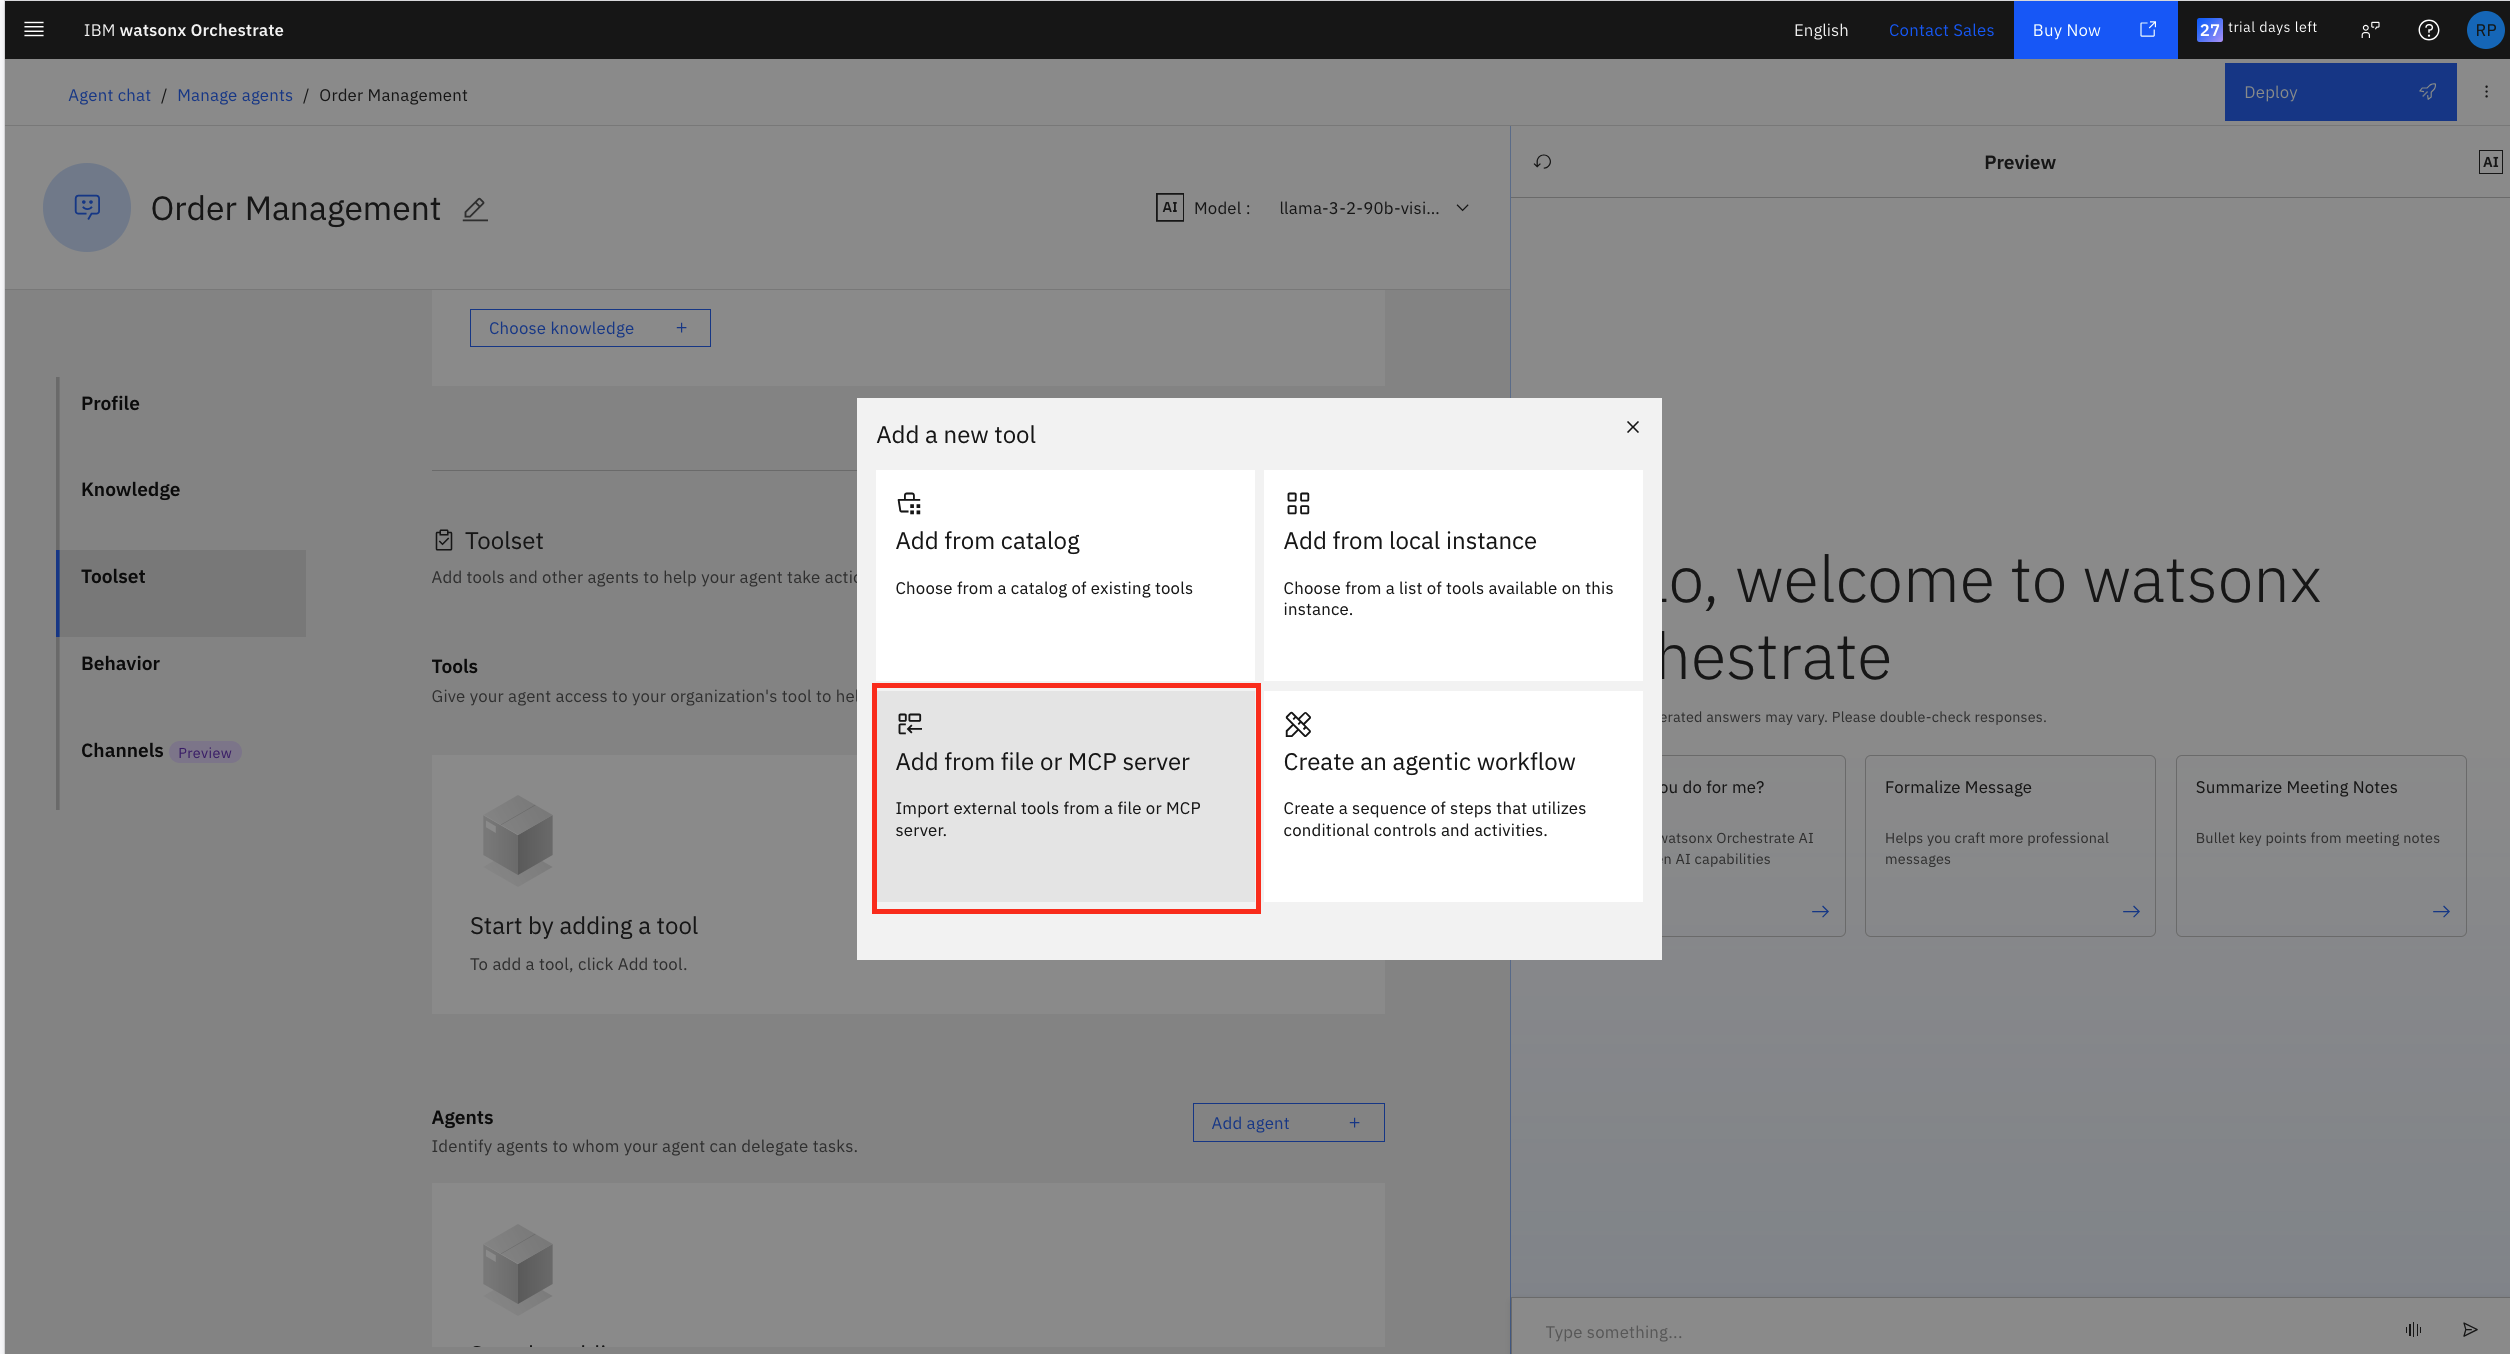 IBM watsonx Orchestrate
English
Contact Sales
Buy Now
27 trial days left
RP
Agent chat / Manage agents / Order Management
Deploy
Order Management
AI Model : llama-3-2-90b-visi...
Preview
AI
Choose knowledge +
Profile
Knowledge
Toolset
Behavior
Channels Preview
Toolset
Add tools and other agents to help your agent take actio
Tools
Give your agent access to your organization's tool to hel
Start by adding a tool
To add a tool, click Add tool.
Agents
Identify agents to whom your agent can delegate tasks.
Add agent +
Add a new tool
Add from catalog
Choose from a catalog of existing tools
Add from local instance
Choose from a list of tools available on this
instance.
Add from file or MCP server
Import external tools from a file or MCP
server.
Create an agentic workflow
Create a sequence of steps that utilizes
conditional controls and activities.
lo, welcome to watsonx
hestrate
erated answers may vary. Please double-check responses.
ou do for me?
watsonx Orchestrate AI
n AI capabilities
Formalize Message
Helps you craft more professional
messages
Summarize Meeting Notes
Bullet key points from meeting notes
Type something...